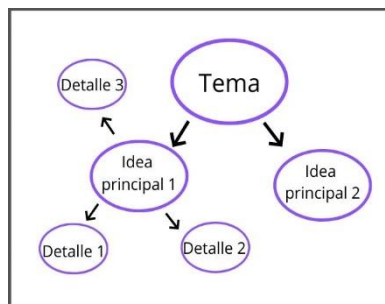 Tema
Detalle 3
Idea
principal 1
Idea
principal 2
Detalle 1
Detalle 2